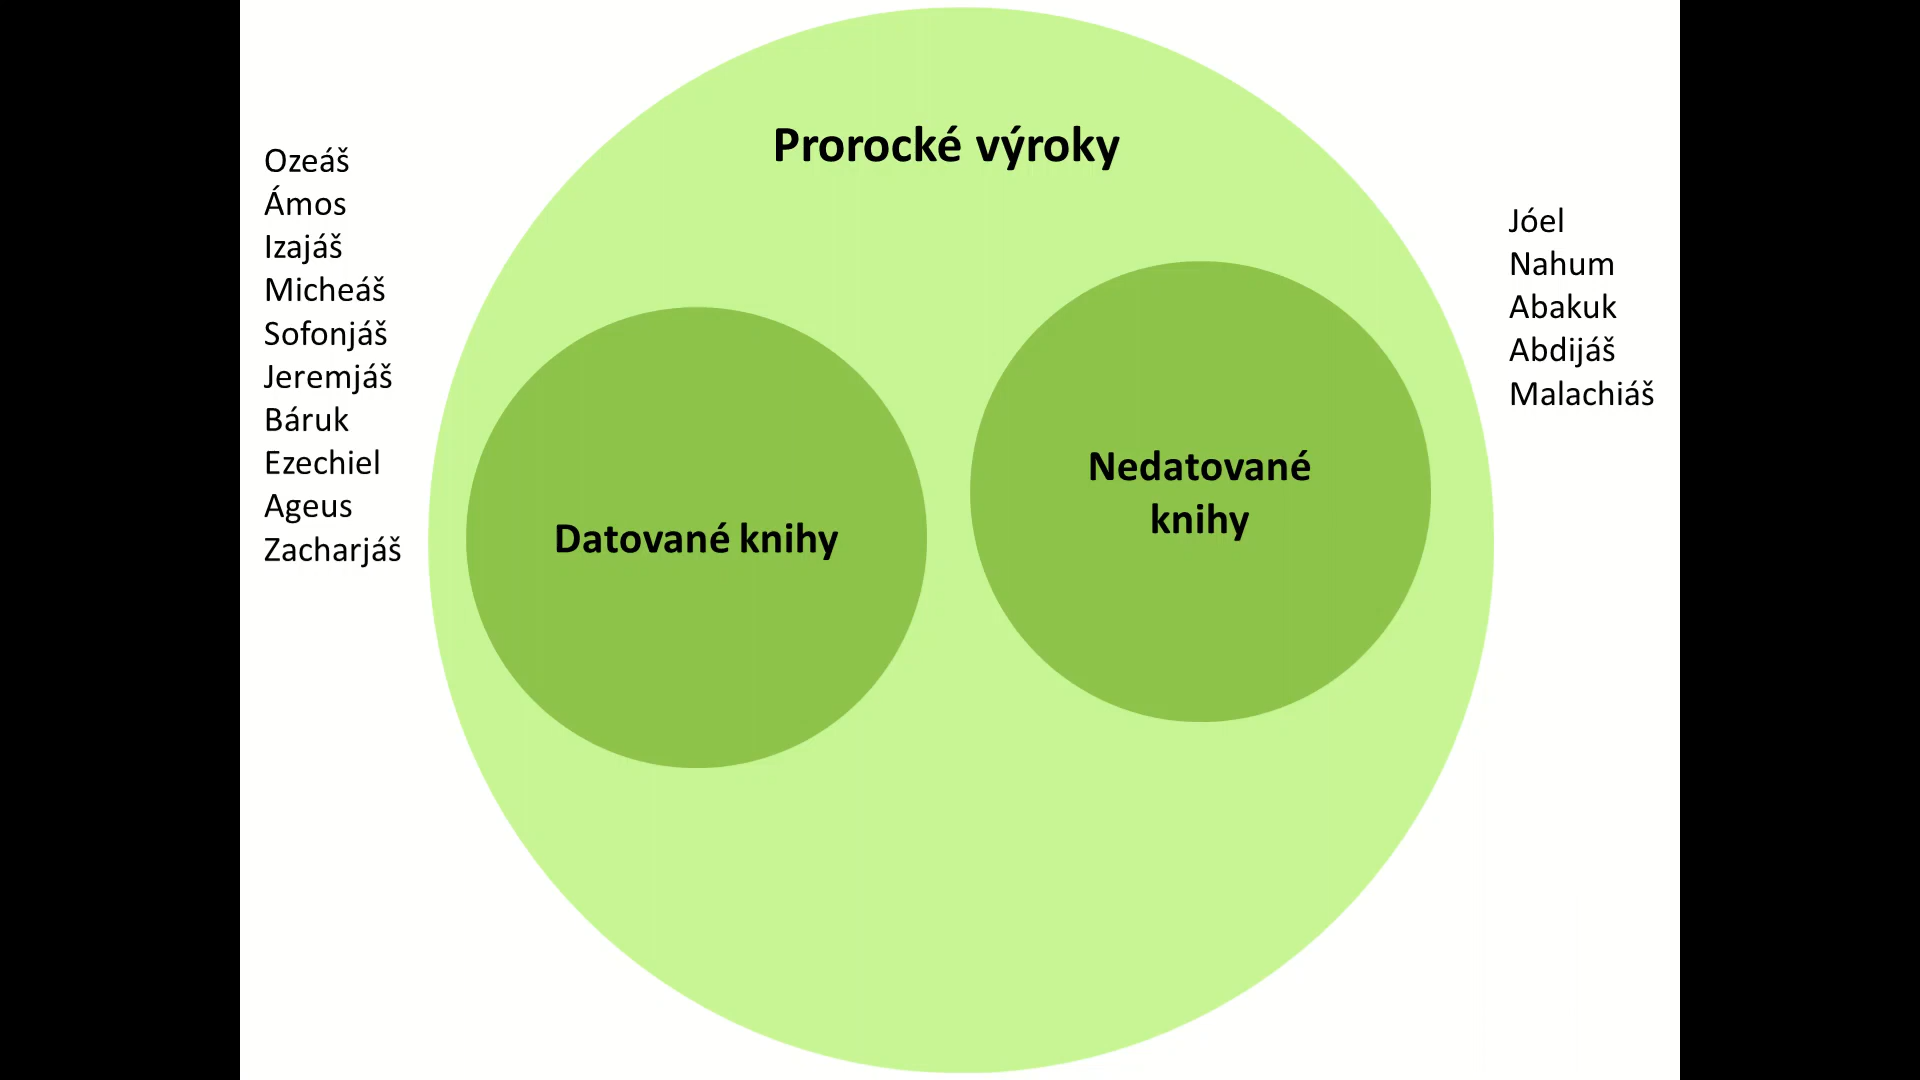 Prorocké výroky
Ozeáš
Ámos
Izajáš
Micheáš
Sofonjáš
Jeremjáš
Báruk
Ezechiel
Ageus
Zacharjáš
Datované knihy
Nedatované
knihy
Jóel
Nahum
Abakuk
Abdijáš
Malachiáš